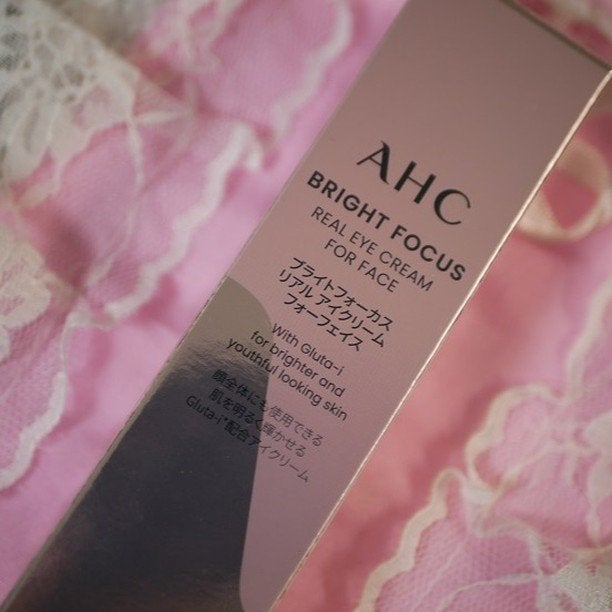 AHC
BRIGHT FOCUS
REAL EYE CREAM
FOR FACE
ブライトフォーカス
リアル アイクリーム
フォーフェイス
With Gluta-i
for brighter and
youthful looking skin
顔全体にも使用できる
肌を明るく輝かせる
Gluta-i*配合アイクリーム